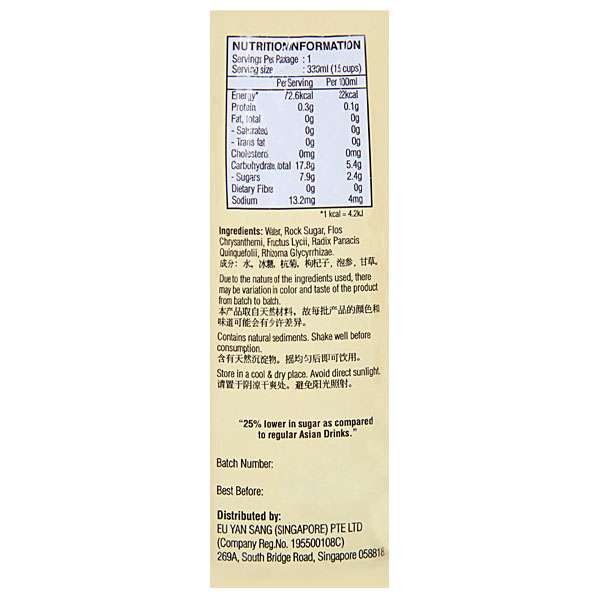 NUTRITION INFORMATION
Servings Per Package : 1
Serving size : 330ml (1.5 cups)
Per Serving Per 100ml
Energy* 72.6kcal 22kcal
Protein 0.3g 0.1g
Fat, total 0g 0g
- Saturated 0g 0g
- Trans fat 0g 0g
Cholesterol 0mg 0mg
Carbohydrate, total 17.8g 5.4g
- Sugars 7.9g 2.4g
Dietary Fibre 0g 0g
Sodium 13.2mg 4mg
*1 kcal = 4.2kJ
Ingredients: Water, Rock Sugar, Flos
Chrysanthemi, Fructus Lycii, Radix Panacis
Quinquefolii, Rhizoma Glycyrrhizae.
成分: 水, 冰糖, 杭菊, 枸杞子, 泡参, 甘草。
Due to the nature of the ingredients used, there
may be variation in color and taste of the product
from batch to batch.
本产品取自天然材料，故每批产品的颜色和
味道可能会有少许差异。
Contains natural sediments. Shake well before
consumption.
含有天然沉淀物。摇均匀后即可饮用。
Store in a cool & dry place. Avoid direct sunlight.
请置于阴凉干爽处。避免阳光照射。
"25% lower in sugar as compared
to regular Asian Drinks."
Batch Number:
Best Before:
Distributed by:
EU YAN SANG (SINGAPORE) PTE LTD
(Company Reg.No. 195500108C)
269A, South Bridge Road, Singapore 058818